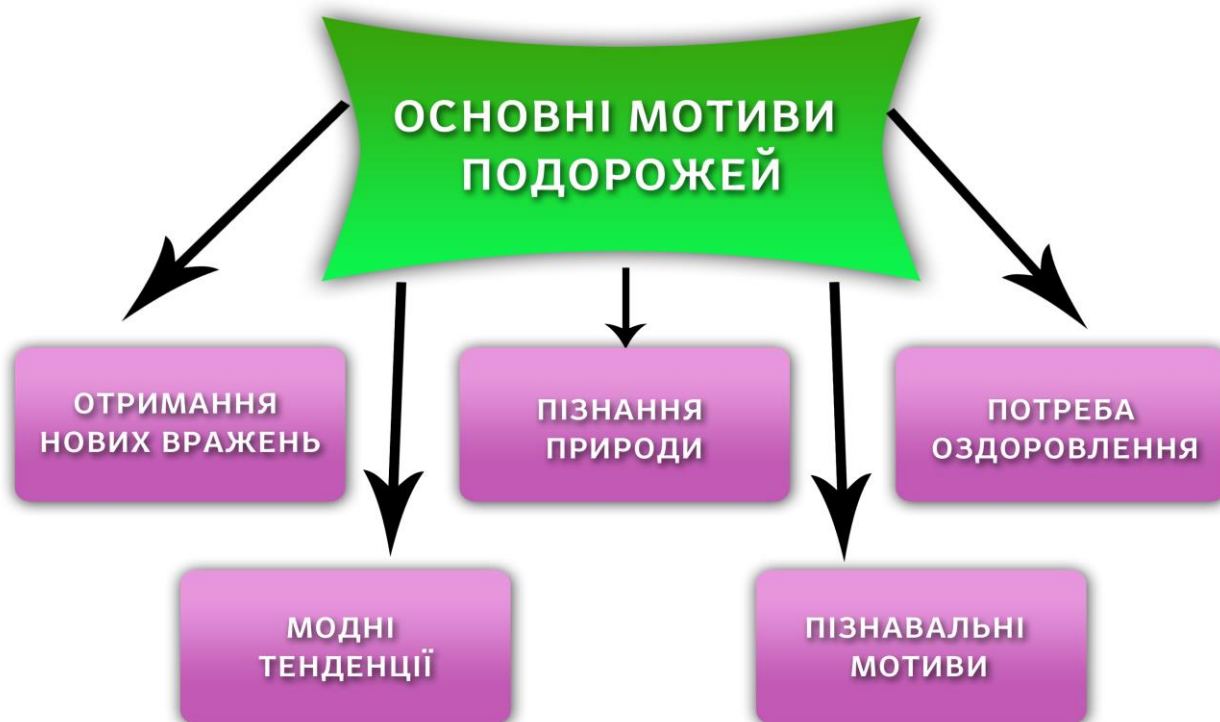 ОСНОВНІ МОТИВИ
ПОДОРОЖЕЙ
ОТРИМАННЯ
НОВИХ ВРАЖЕНЬ
ПІЗНАННЯ
ПРИРОДИ
ПОТРЕБА
ОЗДОРОВЛЕННЯ
МОДНІ
ТЕНДЕНЦІЇ
ПІЗНАВАЛЬНІ
МОТИВИ